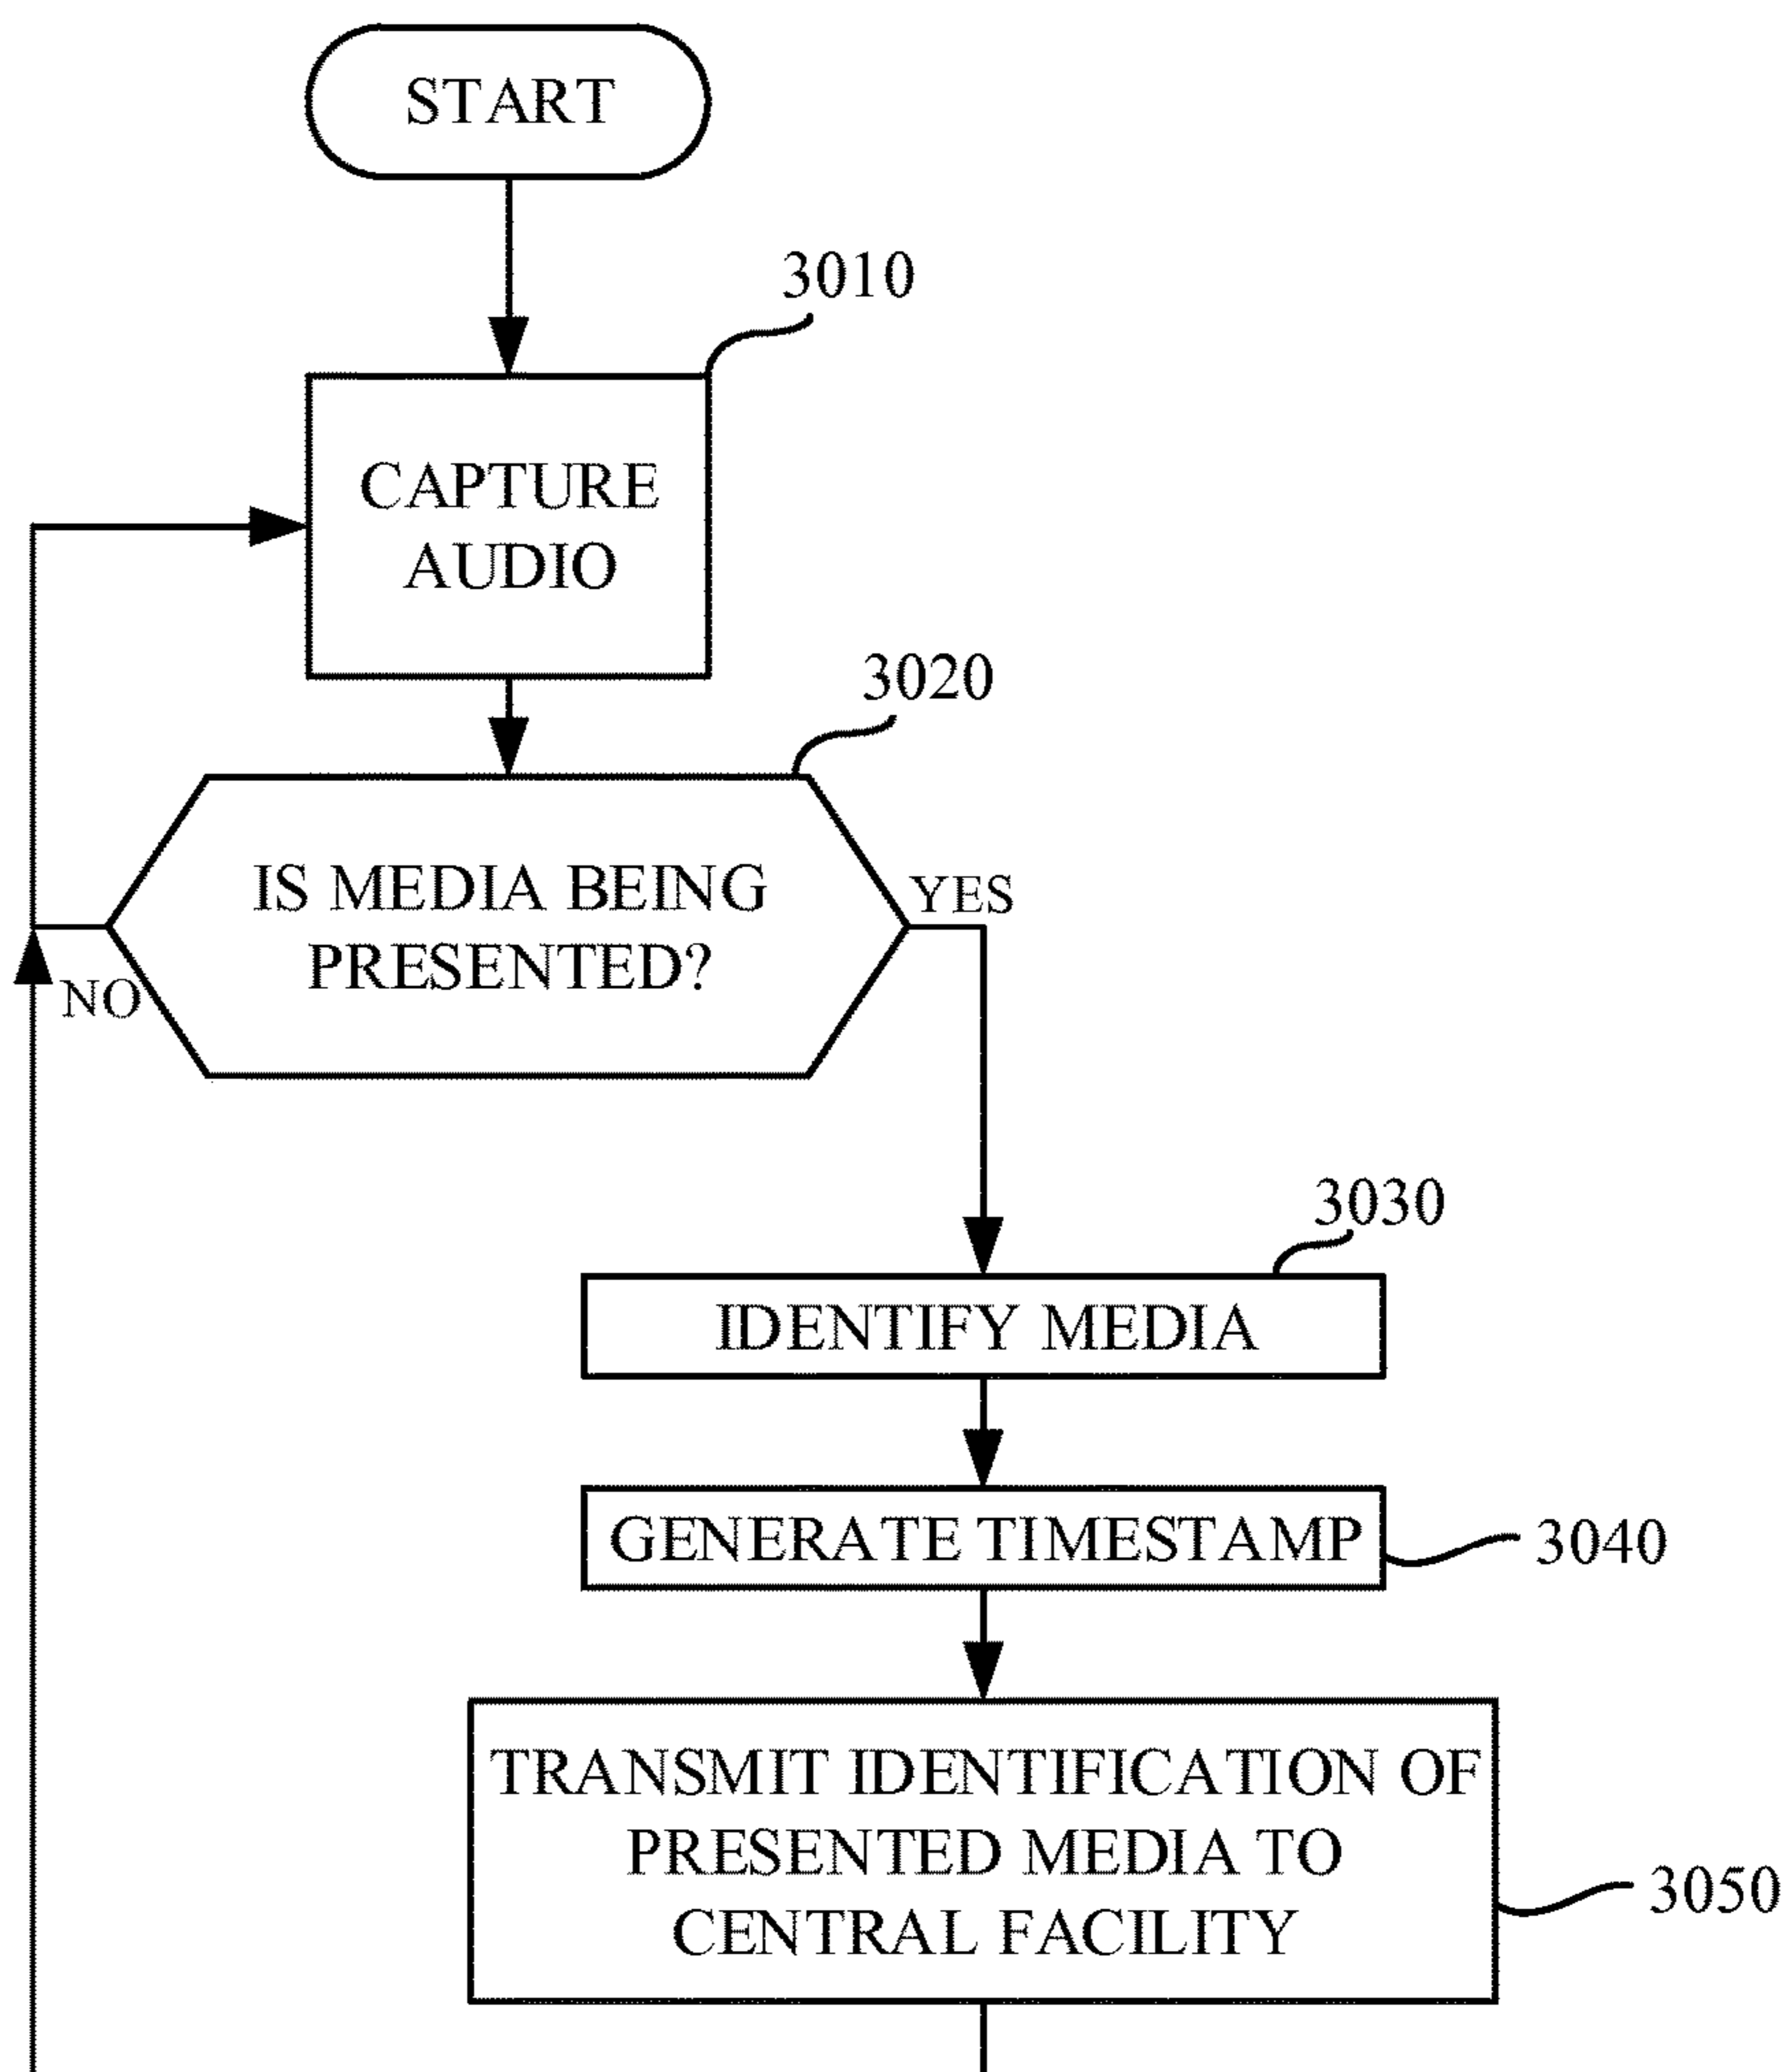 START
3010
CAPTURE
AUDIO
3020
IS MEDIA BEING
PRESENTED?
YES
NO
3030
IDENTIFY MEDIA
GENERATE TIMESTAMP
3040
TRANSMIT IDENTIFICATION OF
PRESENTED MEDIA TO
CENTRAL FACILITY
3050